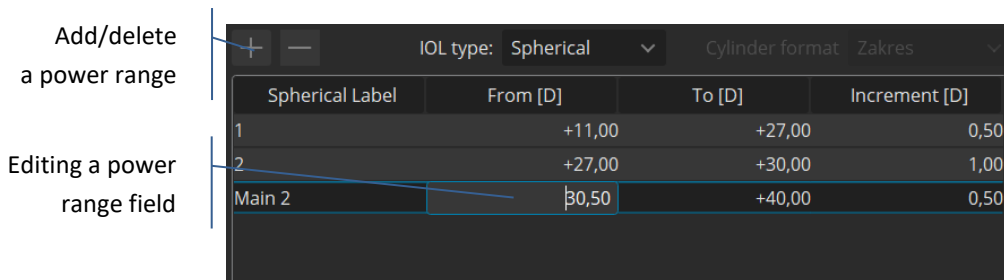 Add/delete
a power range
Editing a power
range field
IOL type: Spherical Cylinder format Zakres
Spherical Label From [D] To [D] Increment [D]
1 +11,00 +27,00 0,50
2 +27,00 +30,00 1,00
Main 2 30,50 +40,00 0,50